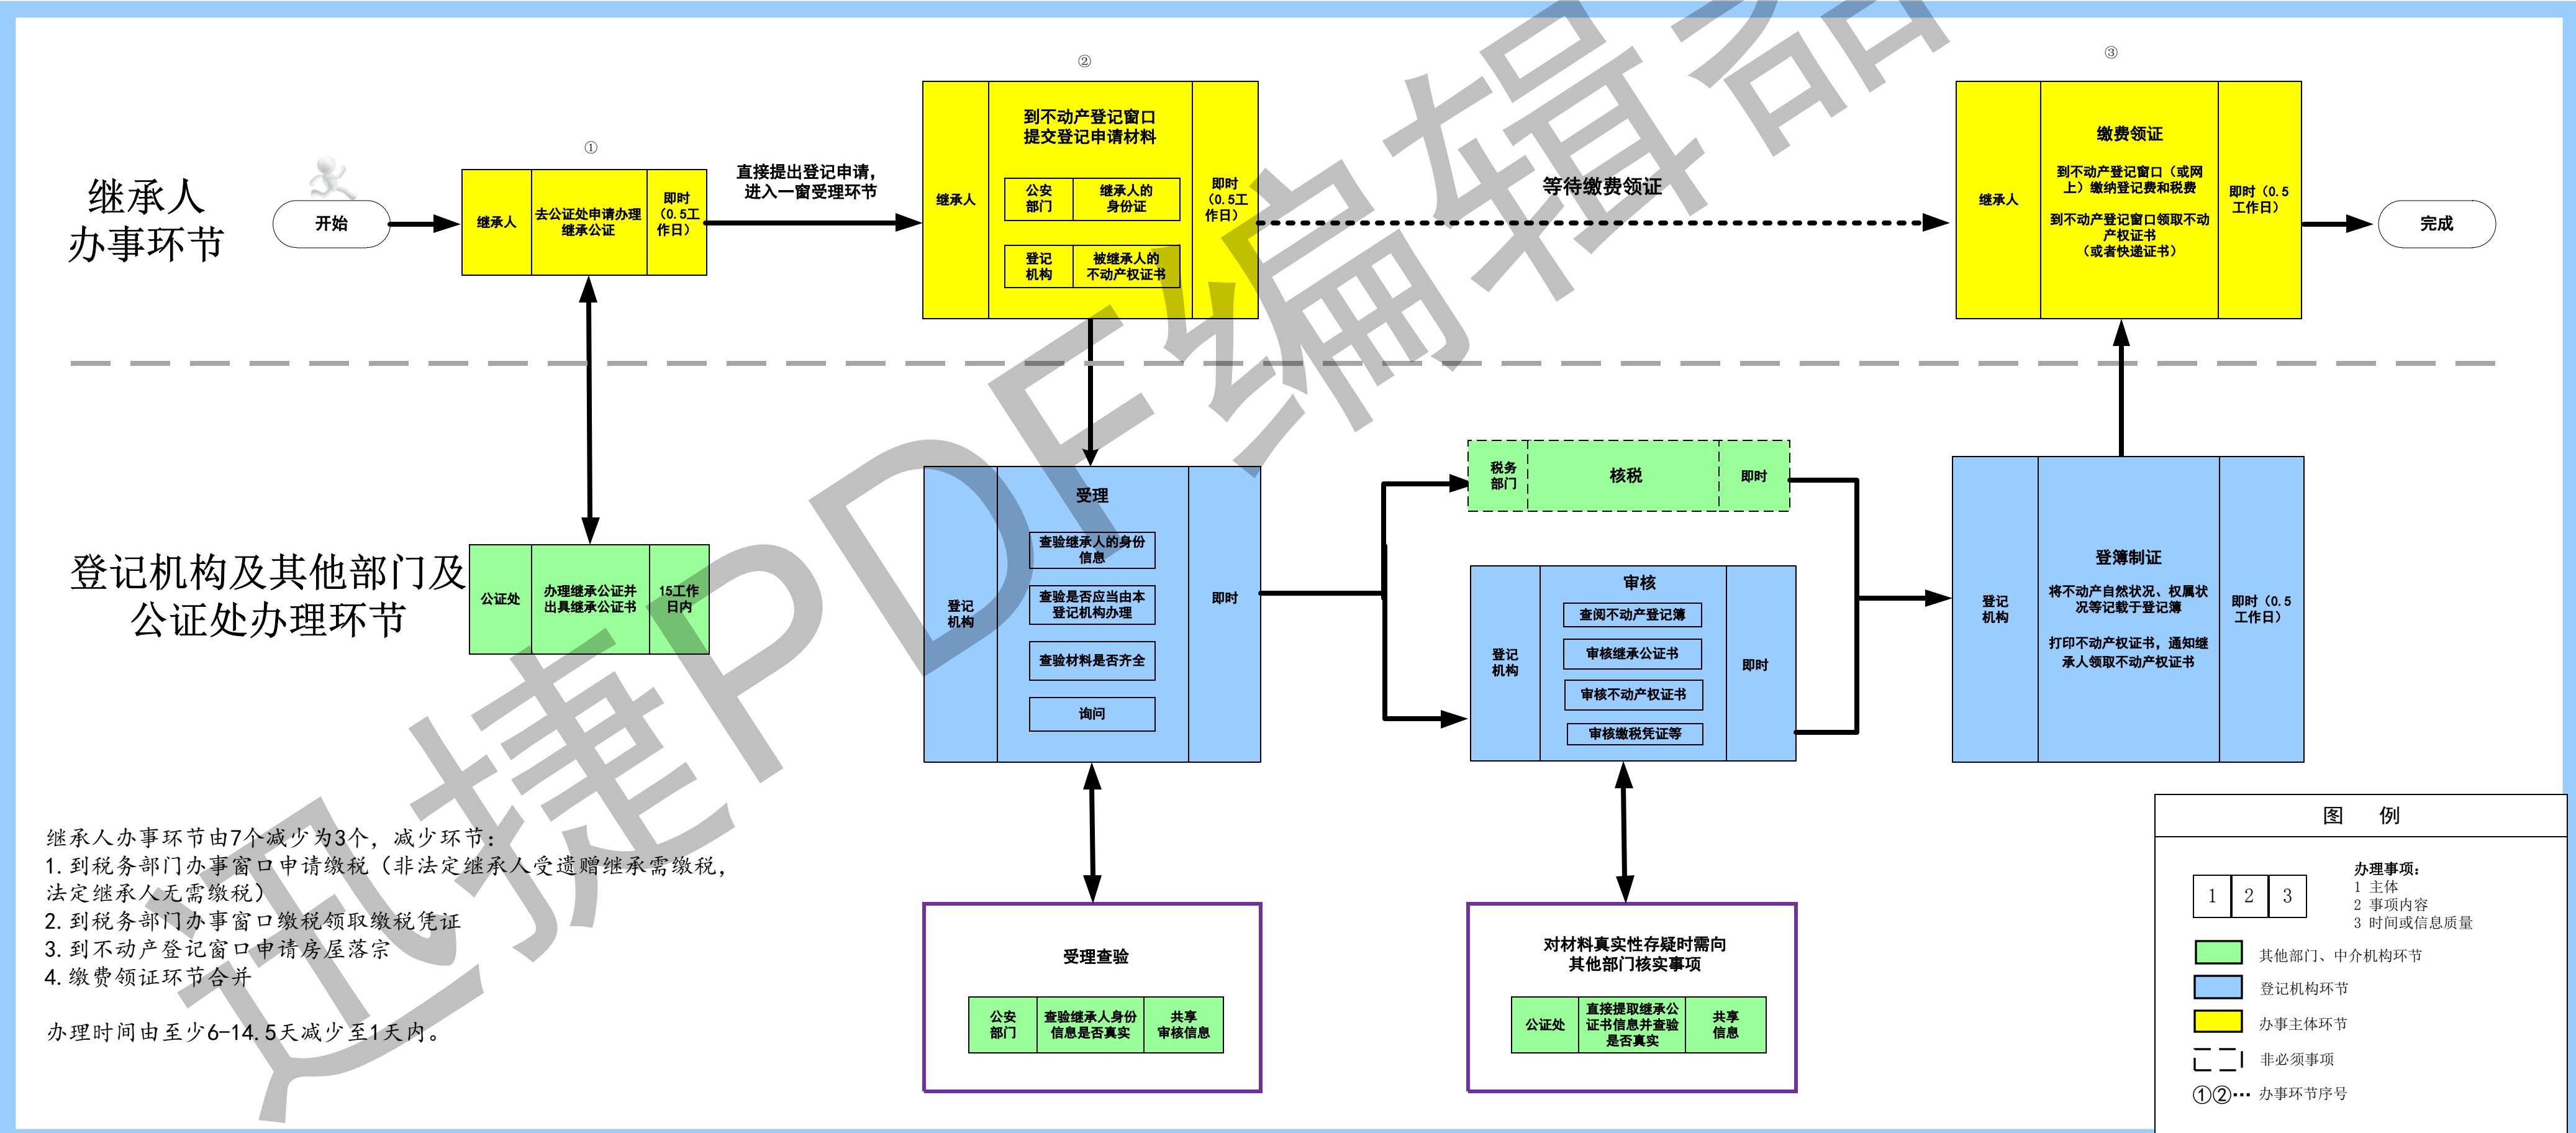 ②
③
①
继承人
办事环节
开始
继承人
去公证处申请办理
继承公证
即时
（0.5工
作日）
直接提出登记申请，
进入一窗受理环节
继承人
到不动产登记窗口
提交登记申请材料
公安
部门
继承人的
身份证
登记
机构
被继承人的
不动产权证书
即时
（0.5工
作日）
等待缴费领证
继承人
缴费领证
到不动产登记窗口（或网
上）缴纳登记费和税费
到不动产登记窗口领取不动
产权证书
（或者快递证书）
即时（0.5
工作日）
完成
登记机构及其他部门及
公证处办理环节
公证处
办理继承公证并
出具继承公证书
15工作
日内
登记
机构
受理
查验继承人的身份
信息
查验是否应当由本
登记机构办理
查验材料是否齐全
询问
即时
税务
部门
核税
即时
登记
机构
审核
查阅不动产登记簿
审核继承公证书
审核不动产权证书
审核缴税凭证等
即时
登记
机构
登簿制证
将不动产自然状况、权属状
况等记载于登记簿
打印不动产权证书，通知继
承人领取不动产权证书
即时（0.5
工作日）
受理查验
公安
部门
查验继承人身份
信息是否真实
共享
审核信息
对材料真实性存疑时需向
其他部门核实事项
公证处
直接提取继承公
证书信息并查验
是否真实
共享
信息
继承人办事环节由7个减少为3个，减少环节：
1.到税务部门办事窗口申请缴税（非法定继承人受遗赠继承需缴税，
法定继承人无需缴税）
2.到税务部门办事窗口缴税领取缴税凭证
3.到不动产登记窗口申请房屋落宗
4.缴费领证环节合并
办理时间由至少6-14.5天减少至1天内。
图 例
1 2 3
办理事项：
1 主体
2 事项内容
3 时间或信息质量
其他部门、中介机构环节
登记机构环节
办事主体环节
非必须事项
①②… 办事环节序号
迅捷PDF编辑器